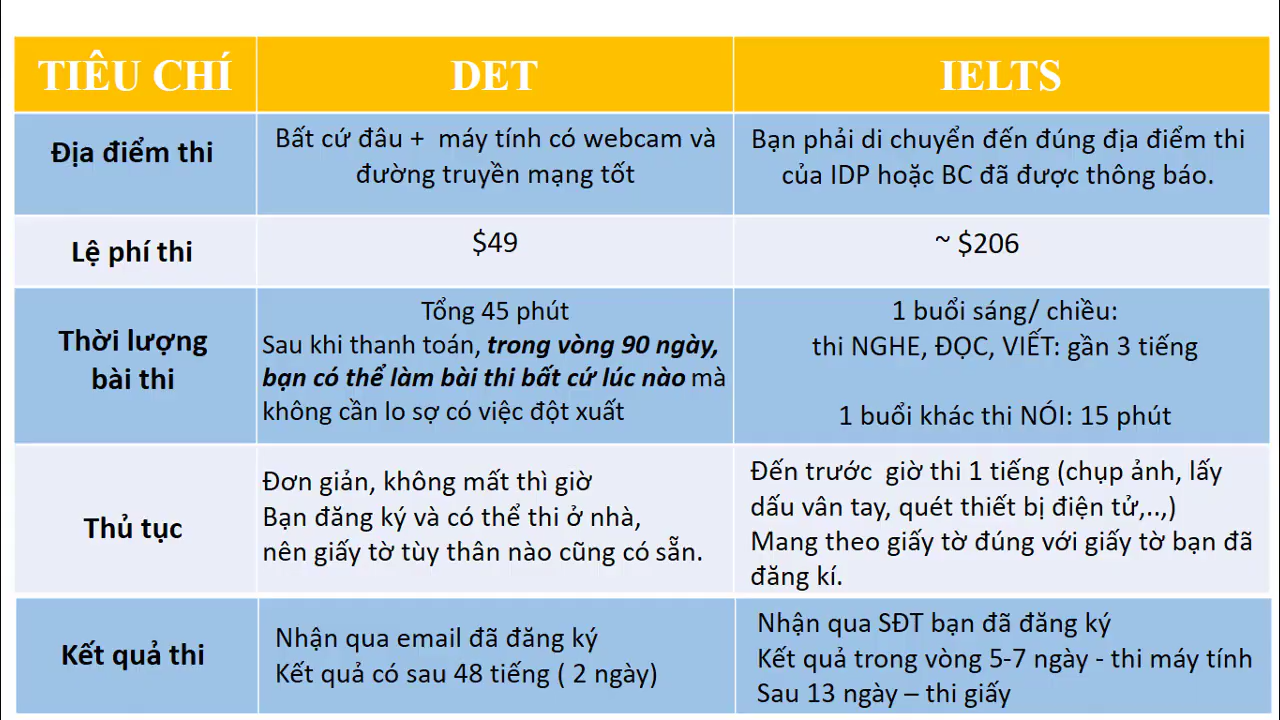 TIÊU CHÍ
DET
IELTS
Địa điểm thi
Bất cứ đâu + máy tính có webcam và
đường truyền mạng tốt
Bạn phải di chuyển đến đúng địa điểm thi
của IDP hoặc BC đã được thông báo.
Lệ phí thi
$49
~ $206
Thời lượng
bài thi
Tổng 45 phút
Sau khi thanh toán, trong vòng 90 ngày,
bạn có thể làm bài thi bất cứ lúc nào mà
không cần lo sợ có việc đột xuất
1 buổi sáng/ chiều:
thi NGHE, ĐỌC, VIẾT: gần 3 tiếng
1 buổi khác thi NÓI: 15 phút
Thủ tục
Đơn giản, không mất thì giờ
Bạn đăng ký và có thể thi ở nhà,
nên giấy tờ tùy thân nào cũng có sẵn.
Đến trước giờ thi 1 tiếng (chụp ảnh, lấy
dấu vân tay, quét thiết bị điện tử,..,)
Mang theo giấy tờ đúng với giấy tờ bạn đã
đăng kí.
Kết quả thi
Nhận qua email đã đăng ký
Kết quả có sau 48 tiếng ( 2 ngày)
Nhận qua SĐT bạn đã đăng ký
Kết quả trong vòng 5-7 ngày - thi máy tính
Sau 13 ngày – thi giấy